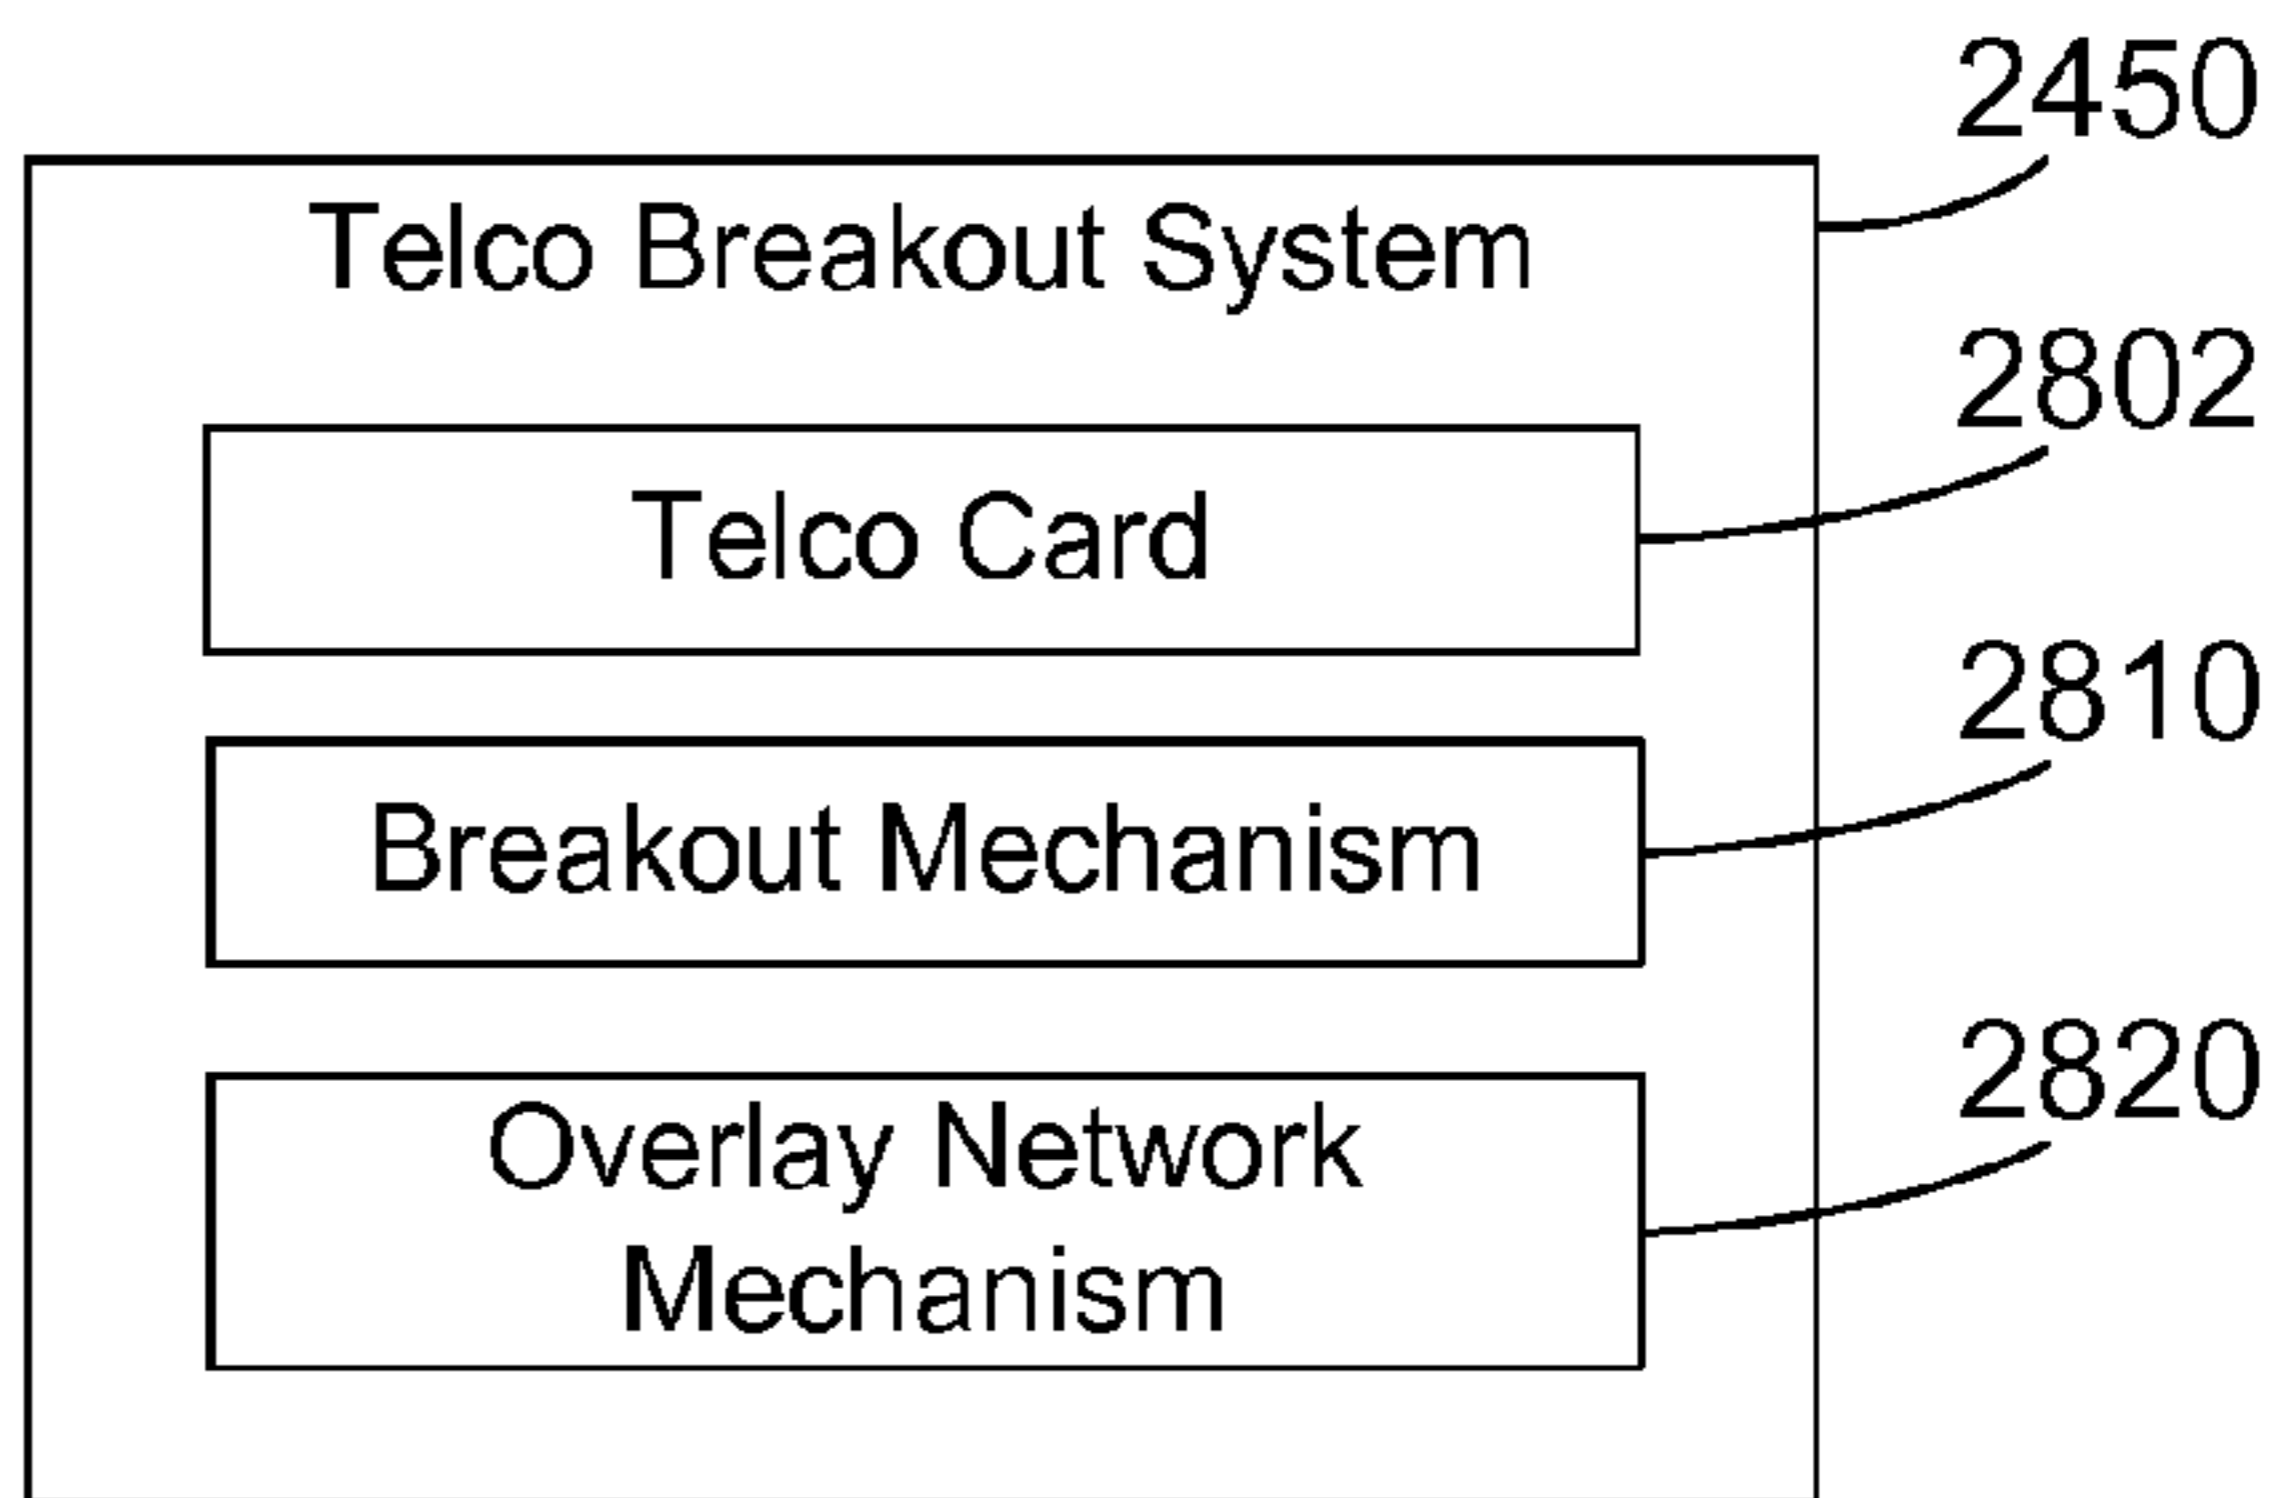 2450
Telco Breakout System
2802
Telco Card
2810
Breakout Mechanism
2820
Overlay Network
Mechanism